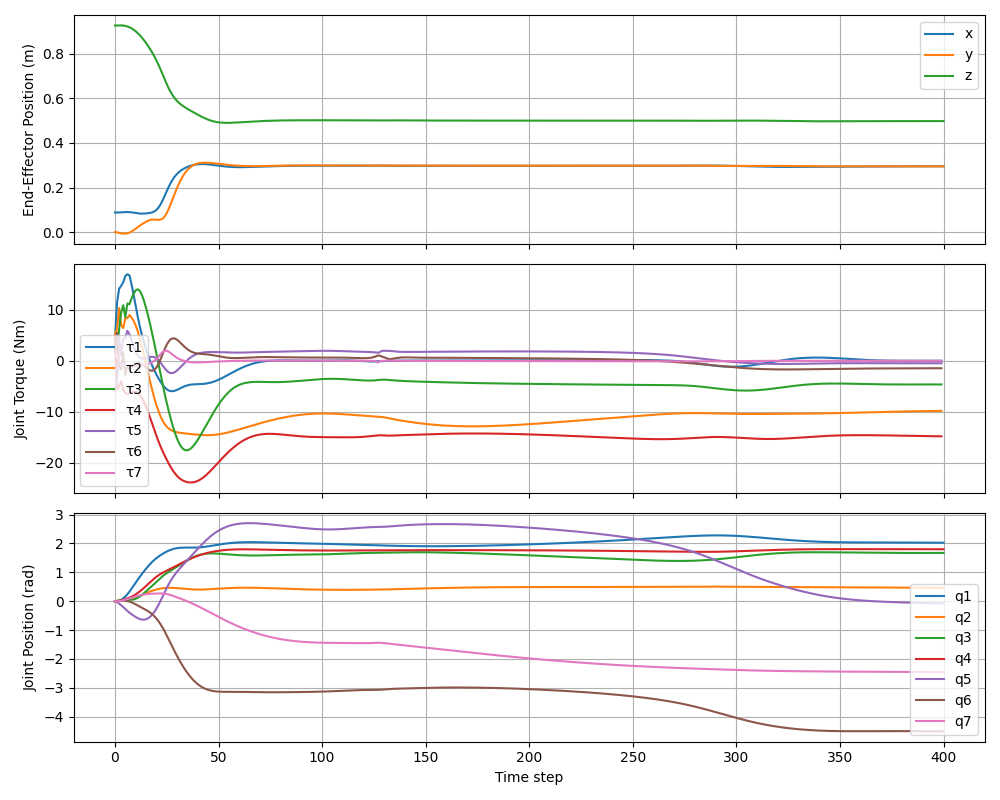 End-Effector Position (m)
0.8
0.6
0.4
0.2
0.0
x
y
z
Joint Torque (Nm)
10
0
−10
−20
τ1
τ2
τ3
τ4
τ5
τ6
τ7
Joint Position (rad)
3
2
1
0
−1
−2
−3
−4
q1
q2
q3
q4
q5
q6
q7
0 50 100 150 200 250 300 350 400
Time step